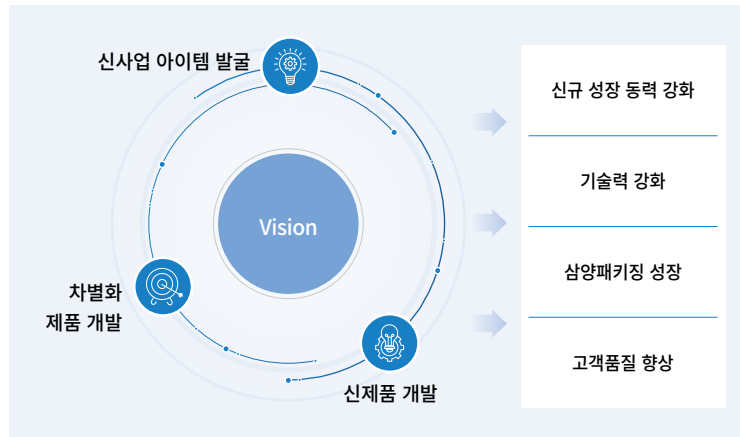 신사업 아이템 발굴
Vision
차별화
제품 개발
신제품 개발
신규 성장 동력 강화
기술력 강화
삼양패키징 성장
고객품질 향상